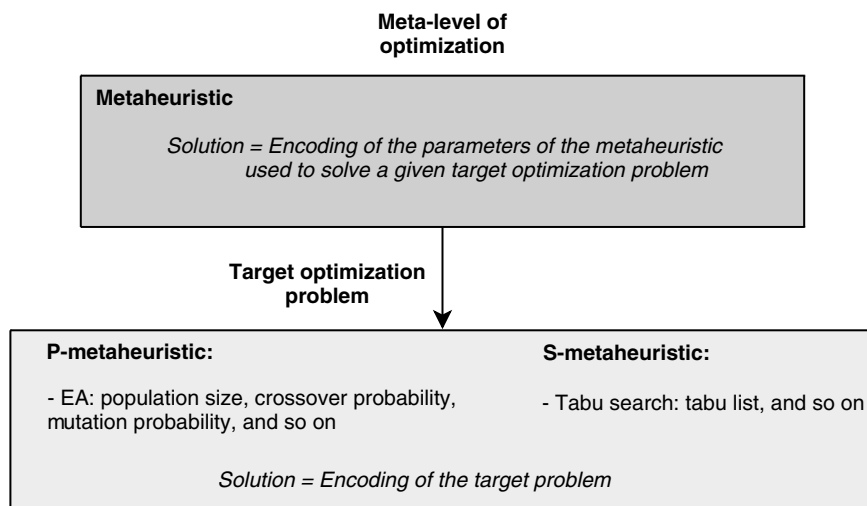 Meta-level of
optimization
Metaheuristic
Solution = Encoding of the parameters of the metaheuristic
used to solve a given target optimization problem
Target optimization
problem
P-metaheuristic:
- EA: population size, crossover probability,
mutation probability, and so on
S-metaheuristic:
- Tabu search: tabu list, and so on
Solution = Encoding of the target problem